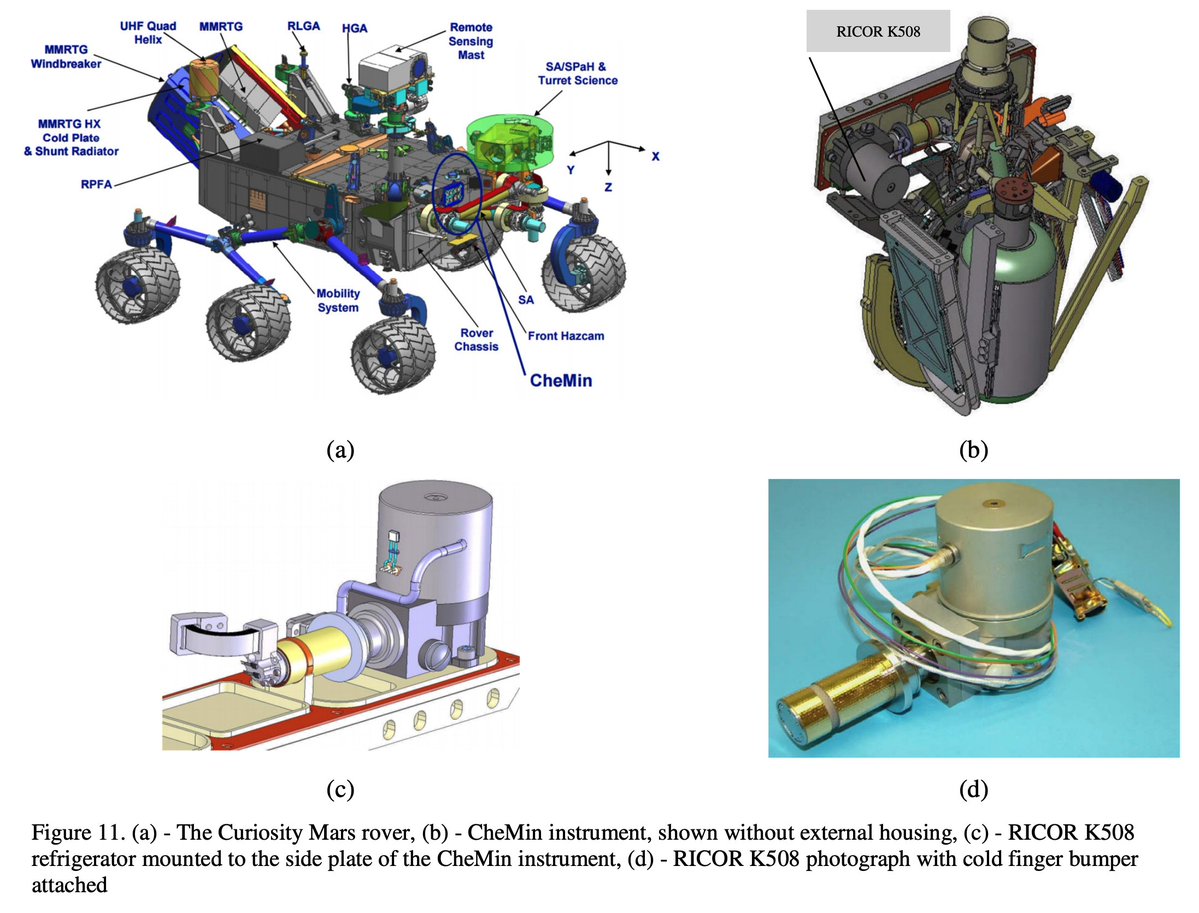 UHF Quad
Helix
MMRTG
RLGA
HGA
Remote
Sensing
Mast
MMRTG
Windbreaker
SA/SPaH &
Turret Science
MMRTG HX
Cold Plate
& Shunt Radiator
RPFA
X
Y
Z
Mobility
System
SA
Rover
Chassis
Front Hazcam
CheMin
(a)
RICOR K508
(b)
(c)
(d)
Figure 11. (a) - The Curiosity Mars rover, (b) - CheMin instrument, shown without external housing, (c) - RICOR K508
refrigerator mounted to the side plate of the CheMin instrument, (d) - RICOR K508 photograph with cold finger bumper
attached